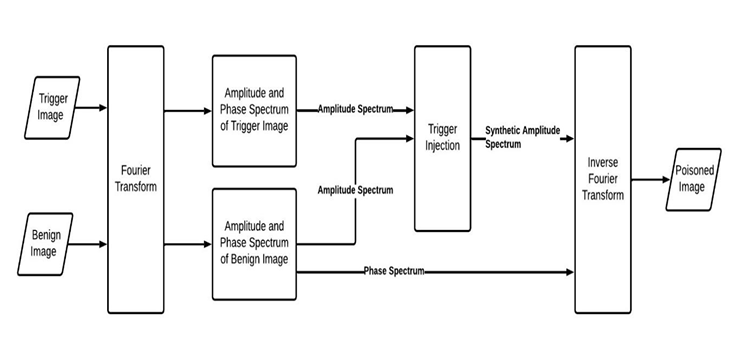 Trigger
Image
Benign
Image
Fourier
Transform
Amplitude and
Phase Spectrum
of Trigger Image
Amplitude and
Phase Spectrum
of Benign Image
Amplitude Spectrum
Amplitude Spectrum
Phase Spectrum
Trigger
Injection
Synthetic Amplitude
Spectrum
Inverse
Fourier
Transform
Poisoned
Image